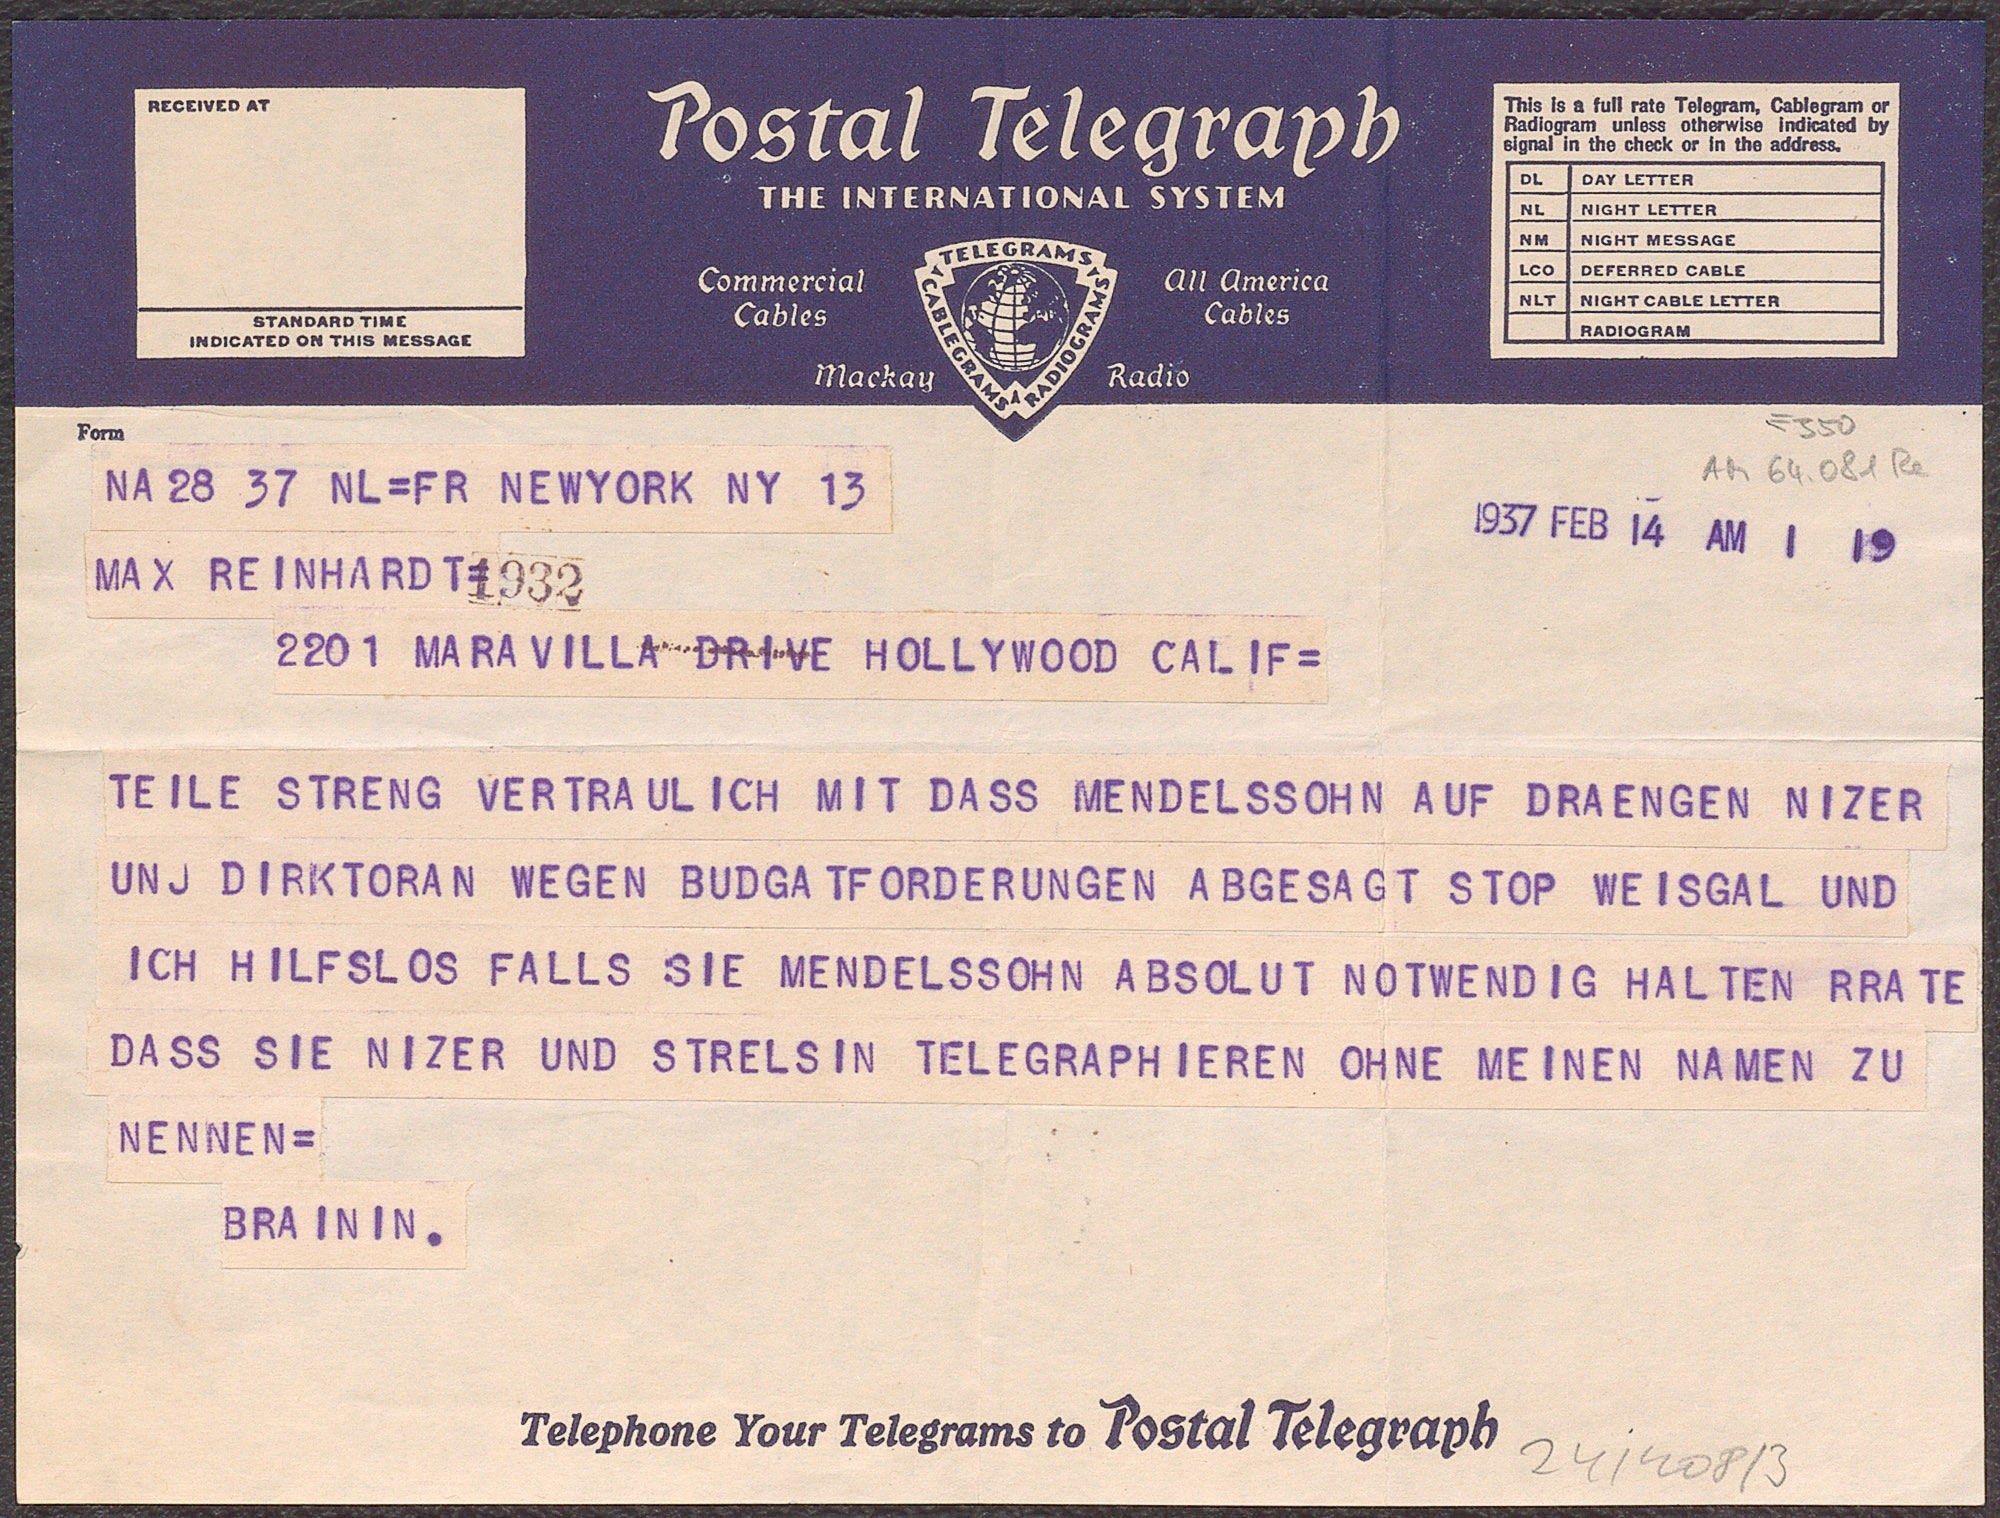 RECEIVED AT
STANDARD TIME
INDICATED ON THIS MESSAGE
Postal Telegraph
THE INTERNATIONAL SYSTEM
Commercial
Cables
All America
Cables
Mackay Radio
TELEGRAMS
CABLEGRAMS
RADIOGRAMS
This is a full rate Telegram, Cablegram or
Radiogram unless otherwise indicated by
signal in the check or in the address.
DL DAY LETTER
NL NIGHT LETTER
NM NIGHT MESSAGE
LCO DEFERRED CABLE
NLT NIGHT CABLE LETTER
RADIOGRAM
Form
NA28 37 NL=FR NEWYORK NY 13
1937 FEB 14 AM 1 19
MAX REINHARDT=
1932
2201 MARAVILLA DRIVE HOLLYWOOD CALIF=
TEILE STRENG VERTRAULICH MIT DASS MENDELSSOHN AUF DRAENGEN NIZER
UNJ DIRKTORAN WEGEN BUDGATFORDERUNGEN ABGESAGT STOP WEISGAL UND
ICH HILFSLOS FALLS SIE MENDELSSOHN ABSOLUT NOTWENDIG HALTEN RRATE
DASS SIE NIZER UND STRELSIN TELEGRAPHIEREN OHNE MEINEN NAMEN ZU
NENNEN=
BRAININ.
Telephone Your Telegrams to Postal Telegraph